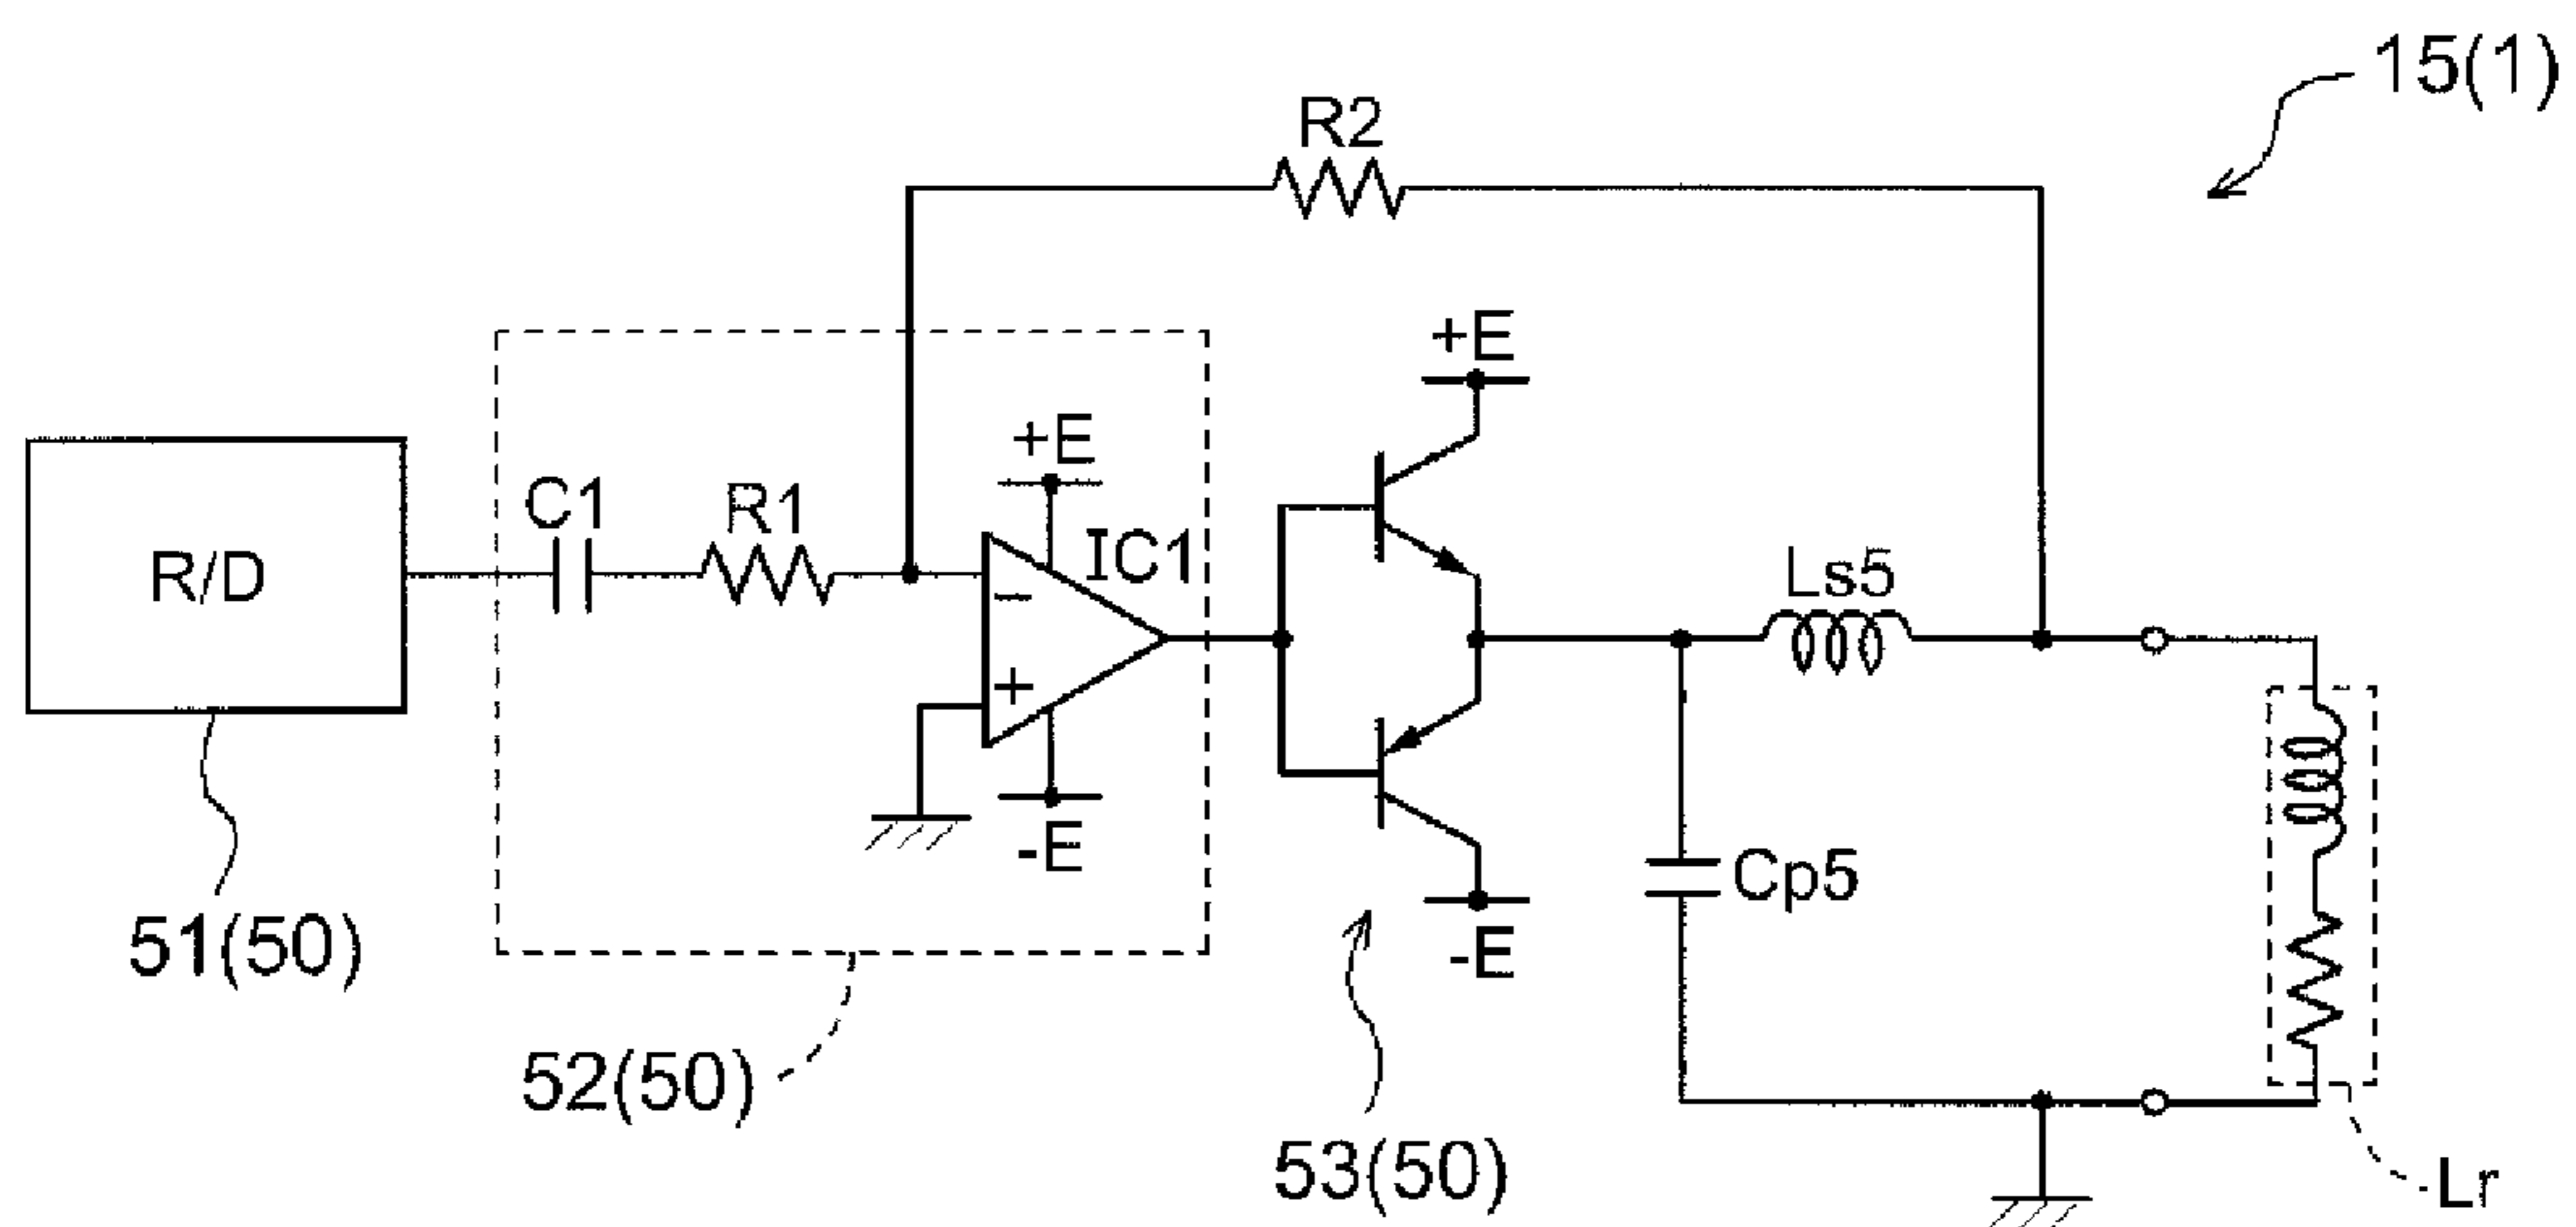 15(1)
R2
+E
+E
C1
R1
IC1
R/D
−
+
Ls5
-E
Cp5
-E
51(50)
52(50)
53(50)
Lr